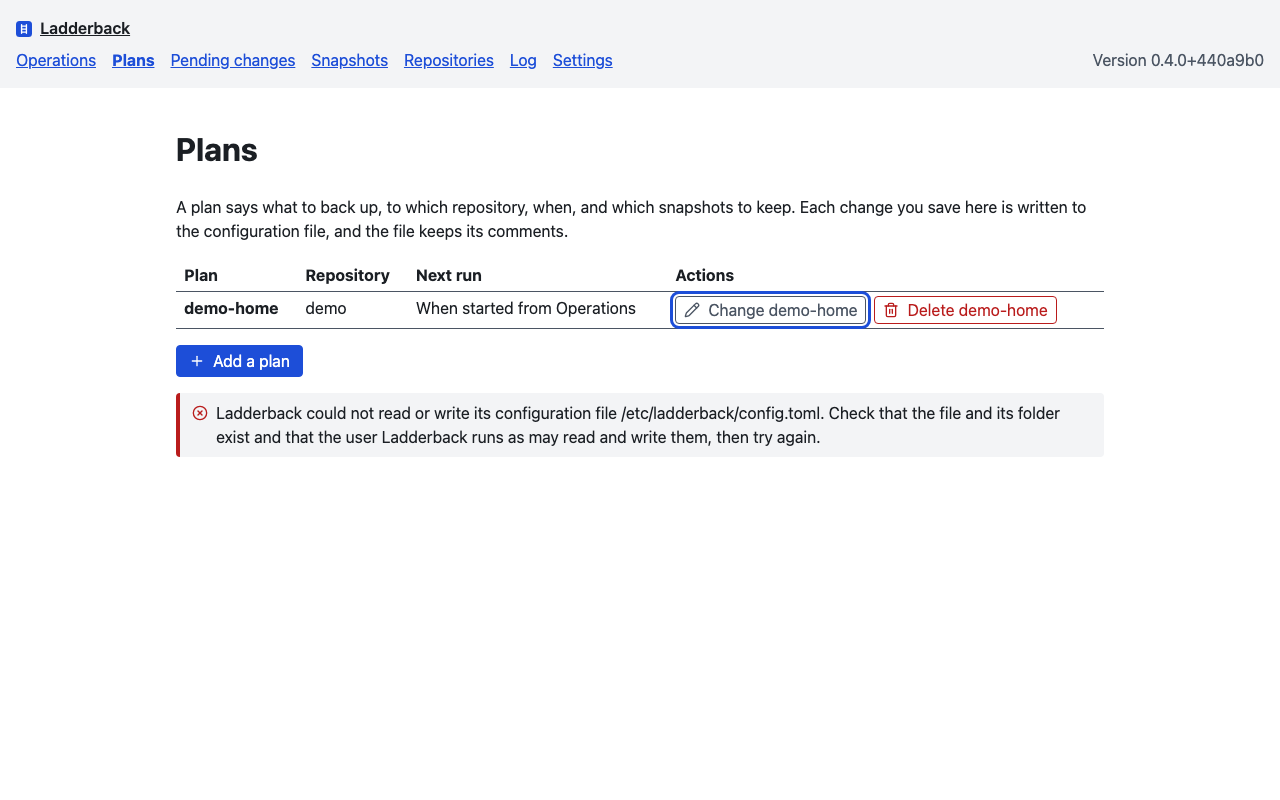 Ladderback
Operations Plans Pending changes Snapshots Repositories Log Settings Version 0.4.0+440a9b0
Plans
A plan says what to back up, to which repository, when, and which snapshots to keep. Each change you save here is written to
the configuration file, and the file keeps its comments.
Plan Repository Next run Actions
demo-home demo When started from Operations Change demo-home Delete demo-home
Add a plan
Ladderback could not read or write its configuration file /etc/ladderback/config.toml. Check that the file and its folder
exist and that the user Ladderback runs as may read and write them, then try again.